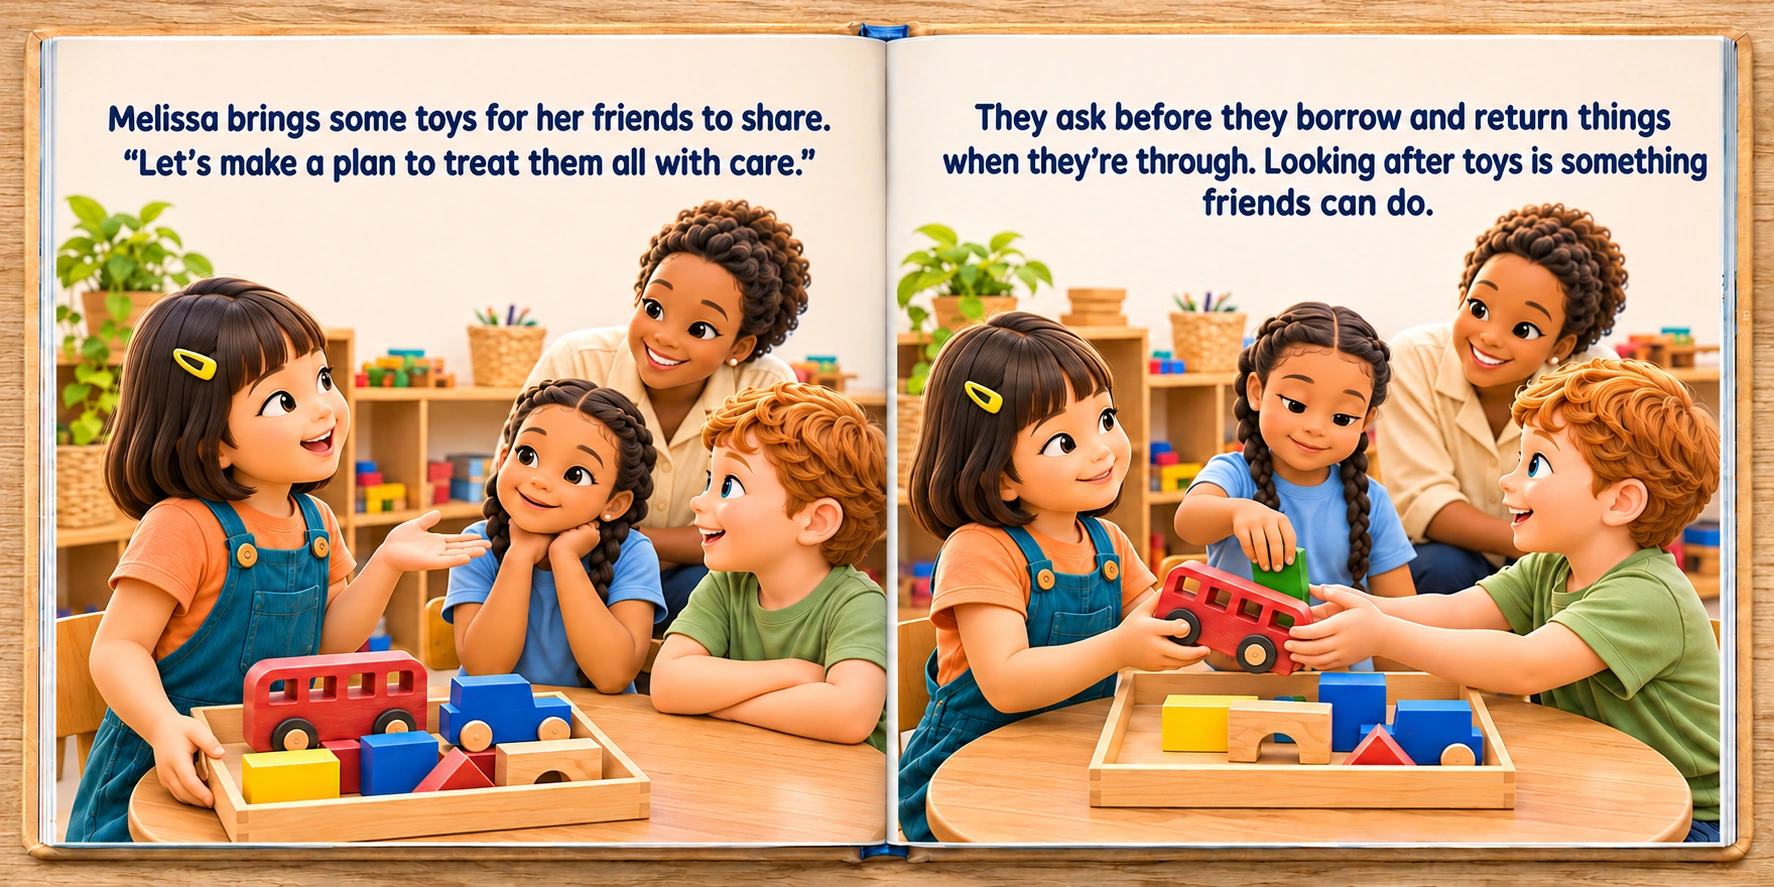 Melissa brings some toys for her friends to share.
“Let’s make a plan to treat them all with care.”
They ask before they borrow and return things
when they’re through. Looking after toys is something
friends can do.